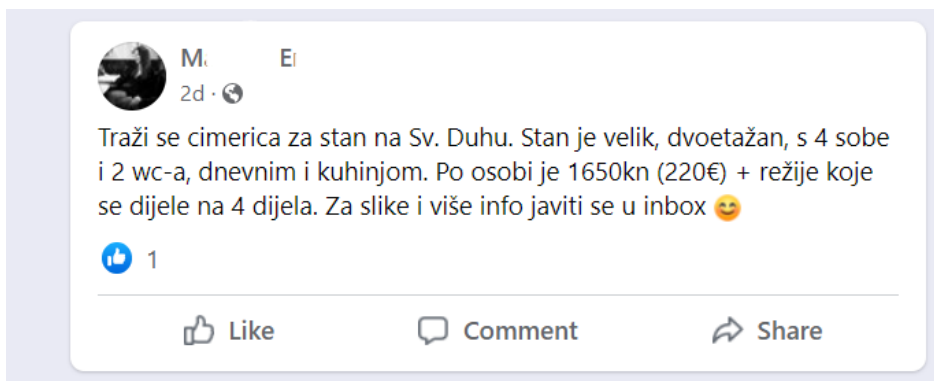 2d
Traži se cimerica za stan na Sv. Duhu. Stan je velik, dvoetažan, s 4 sobe
i 2 wc-a, dnevnim i kuhinjom. Po osobi je 1650kn (220€) + režije koje
se dijele na 4 dijela. Za slike i više info javiti se u inbox 😊
1
Like Comment Share